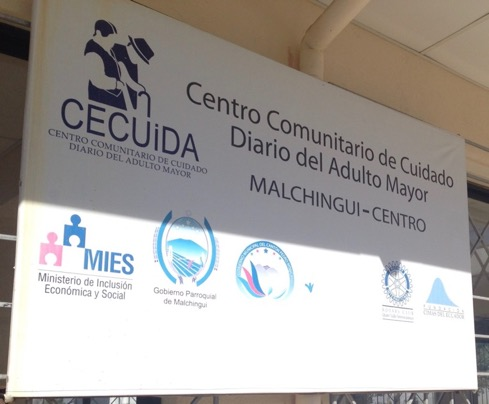 CECUiDA
CENTRO COMUNITARIO DE CUIDADO
DIARIO DEL ADULTO MAYOR
Centro Comunitario de Cuidado
Diario del Adulto Mayor
MALCHINGUI-CENTRO
MIES
Ministerio de Inclusión
Económica y Social
Gobierno Parroquial
de Malchingui